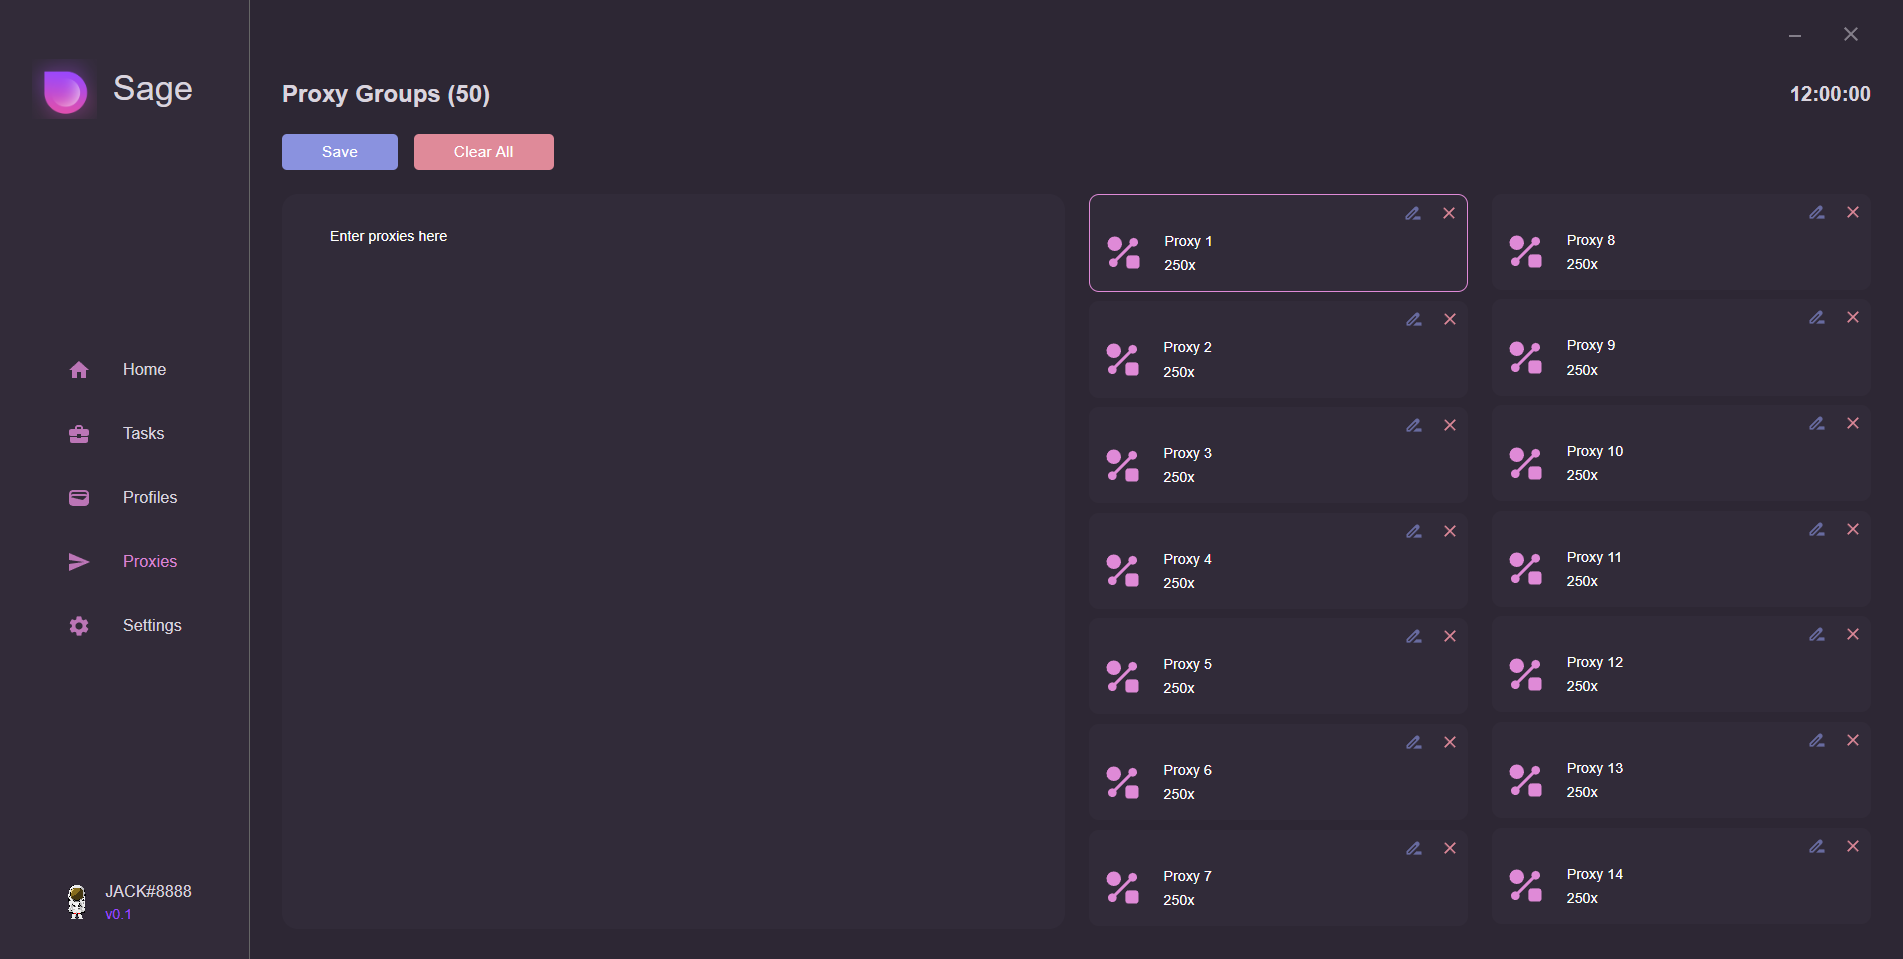 Sage
Home
Tasks
Profiles
Proxies
Settings
JACK#8888
v0.1
Proxy Groups (50)
12:00:00
Save
Clear All
Enter proxies here
Proxy 1
250x
Proxy 2
250x
Proxy 3
250x
Proxy 4
250x
Proxy 5
250x
Proxy 6
250x
Proxy 7
250x
Proxy 8
250x
Proxy 9
250x
Proxy 10
250x
Proxy 11
250x
Proxy 12
250x
Proxy 13
250x
Proxy 14
250x